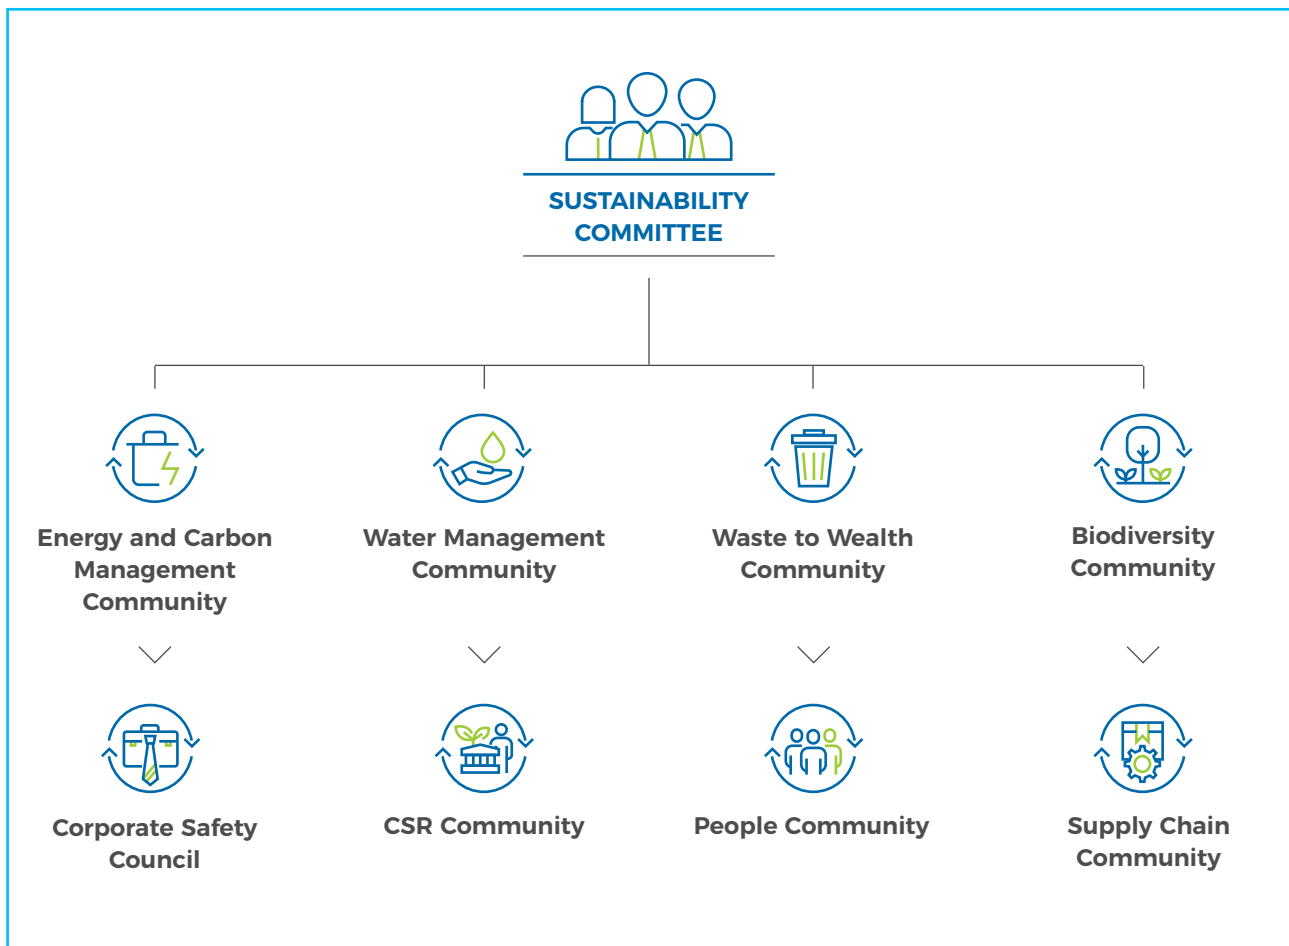 SUSTAINABILITY
COMMITTEE
Energy and Carbon
Management
Community
Water Management
Community
Waste to Wealth
Community
Biodiversity
Community
Corporate Safety
Council
CSR Community
People Community
Supply Chain
Community